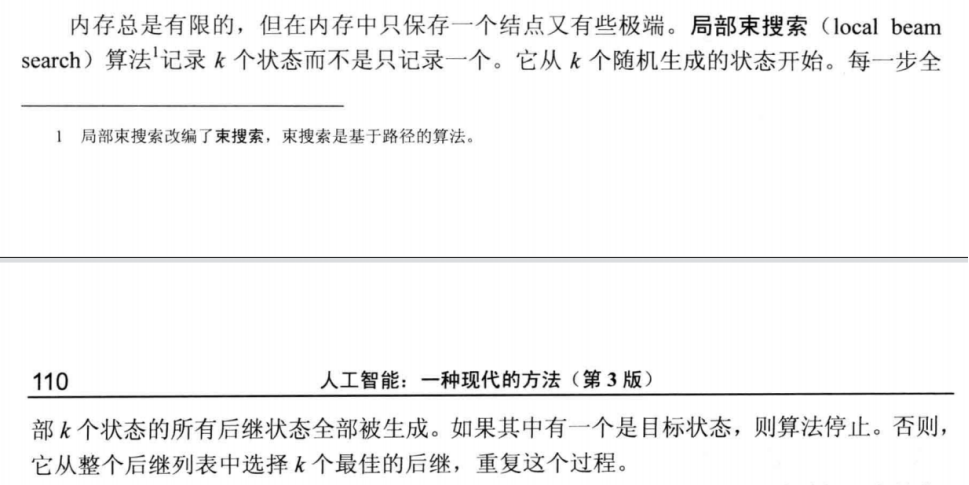 内存总是有限的，但在内存中只保存一个结点又有些极端。局部束搜索（local beam
search）算法1记录 k 个状态而不是只记录一个。它从 k 个随机生成的状态开始。每一步全
1 局部束搜索改编了束搜索，束搜索是基于路径的算法。
110 人工智能：一种现代的方法（第 3 版）
部 k 个状态的所有后继状态全部被生成。如果其中有一个是目标状态，则算法停止。否则，
它从整个后继列表中选择 k 个最佳的后继，重复这个过程。